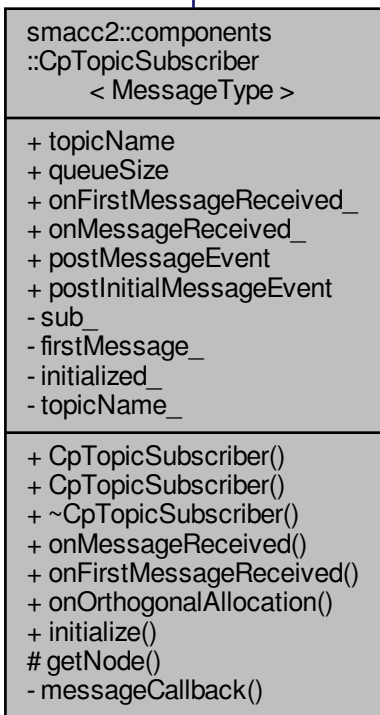 smacc2::components
::CpTopicSubscriber
< MessageType >
+ topicName
+ queueSize
+ onFirstMessageReceived_
+ onMessageReceived_
+ postMessageEvent
+ postInitialMessageEvent
- sub_
- firstMessage_
- initialized_
- topicName_
+ CpTopicSubscriber()
+ CpTopicSubscriber()
+ ~CpTopicSubscriber()
+ onMessageReceived()
+ onFirstMessageReceived()
+ onOrthogonalAllocation()
+ initialize()
# getNode()
- messageCallback()